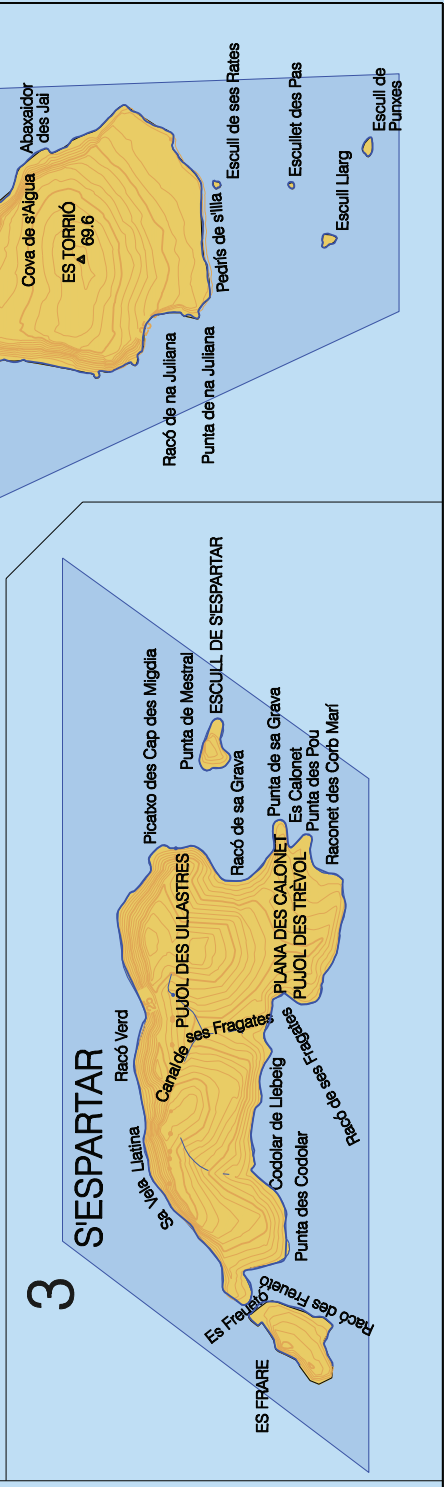 Abaxaidor
des Jai
Cova de s'Aigua
ES TORRIÓ
69.6
Escull de ses Rates
Pedrís de s'Illa
Escullet des Pas
Escull Llarg
Escull de
Punxes
Racó de na Juliana
Punta de na Juliana
3
S'ESPARTAR
Picatxo des Cap des Migdia
Punta de Mestral
ESCULL DE S'ESPARTAR
Racó de sa Grava
Punta de sa Grava
Es Calonet
Punta des Pou
Raconet des Corb Marí
Racó Verd
PUJOL DES ULLASTRES
PLANA DES CALONET
PUJOL DES TRÈVOL
Canal de
ses Fragates
Racó de ses Fragates
Sa Vela Llatina
Codolar de Llebeig
Punta des Codolar
Es Freuetó
Racó des Freuetó
ES FRARE